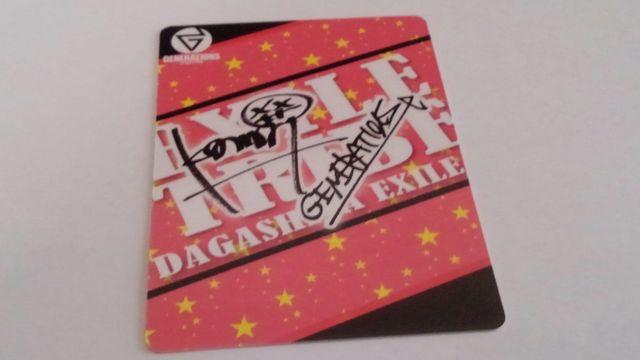 GENERATIONS
EXILE
TRIBE
GENERATIONS
DAGASHIYA EXILE